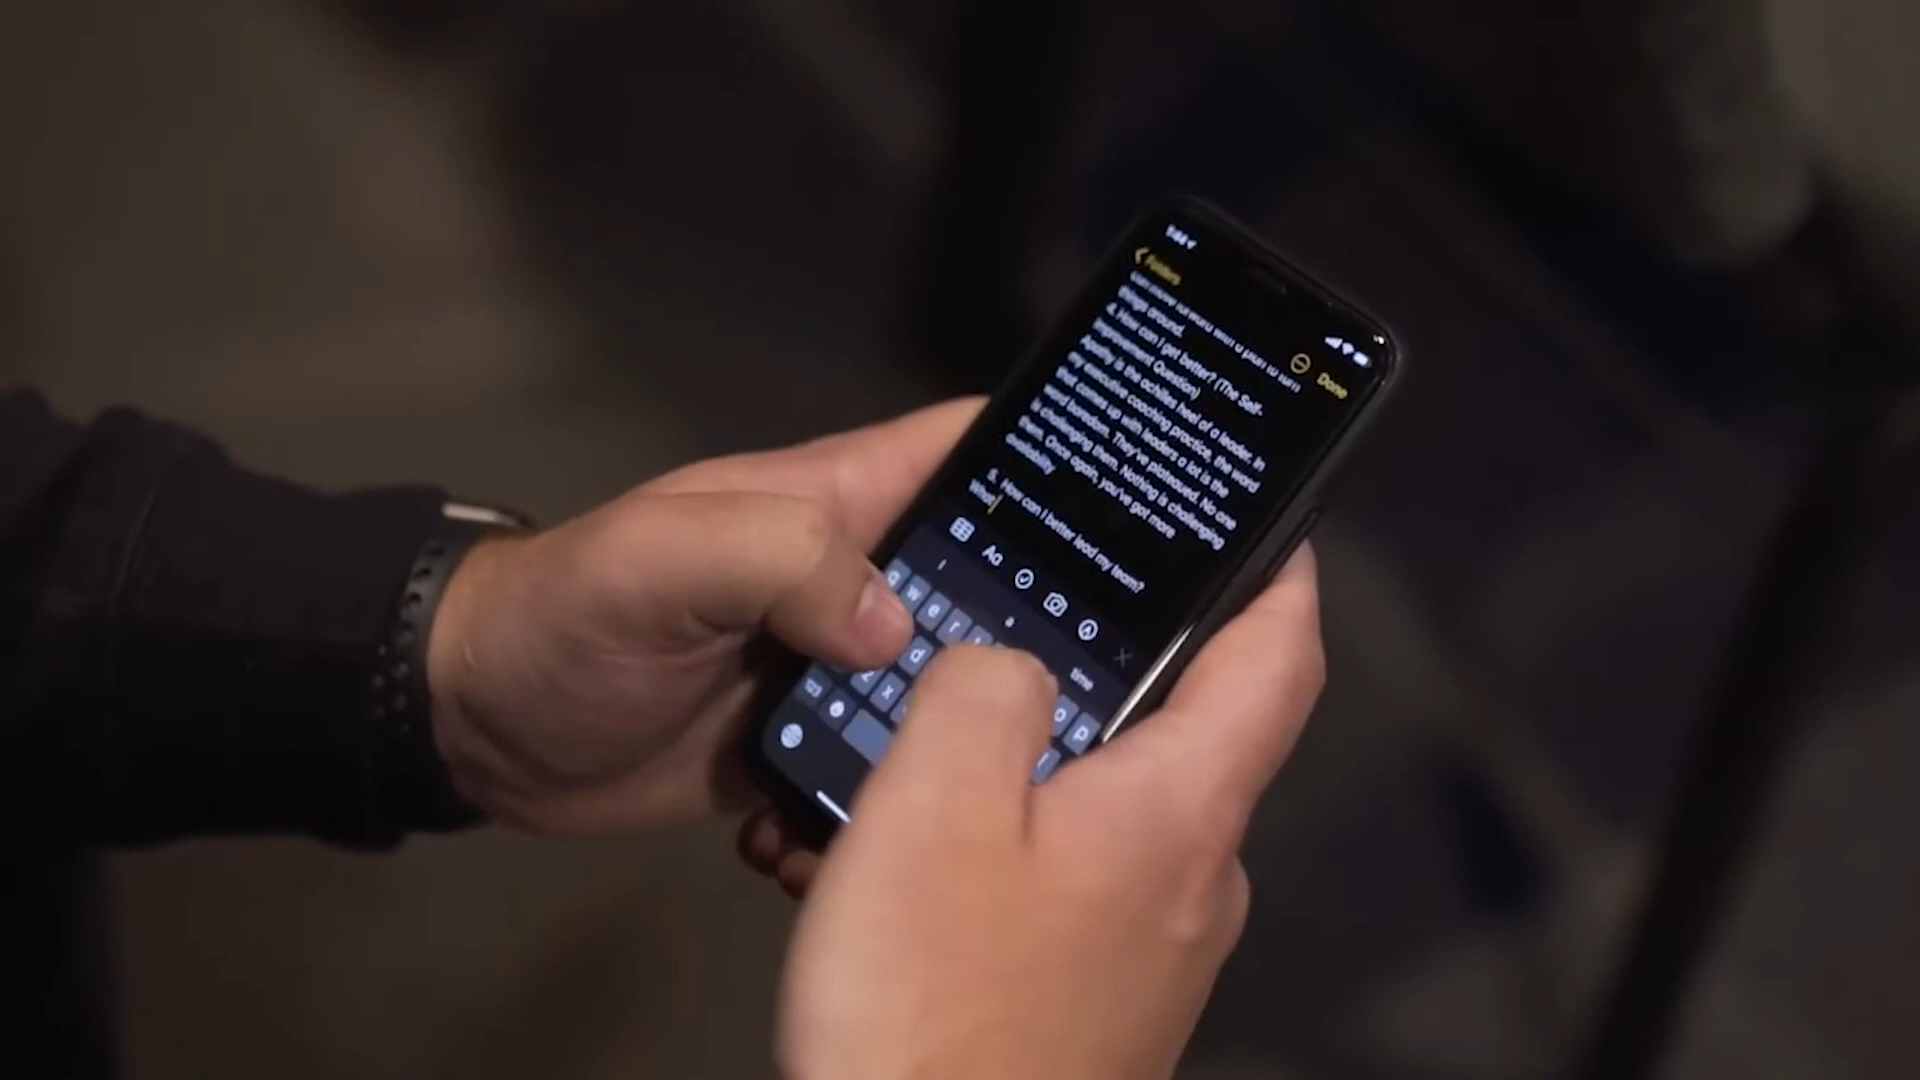 Folders
Done
things around.
4. How can I get better? (The Self-
Improvement Question)
Apathy is the achilles heel of a leader. In
my executive coaching practice, the word
that comes up with leaders a lot is the
word boredom. They've plateaued. No one
is challenging them. Nothing is challenging
them. Once again, you've got more
availability
5. How can I better lead my team?
What
Aa
I a time
q w e r o p
d l
z x
123